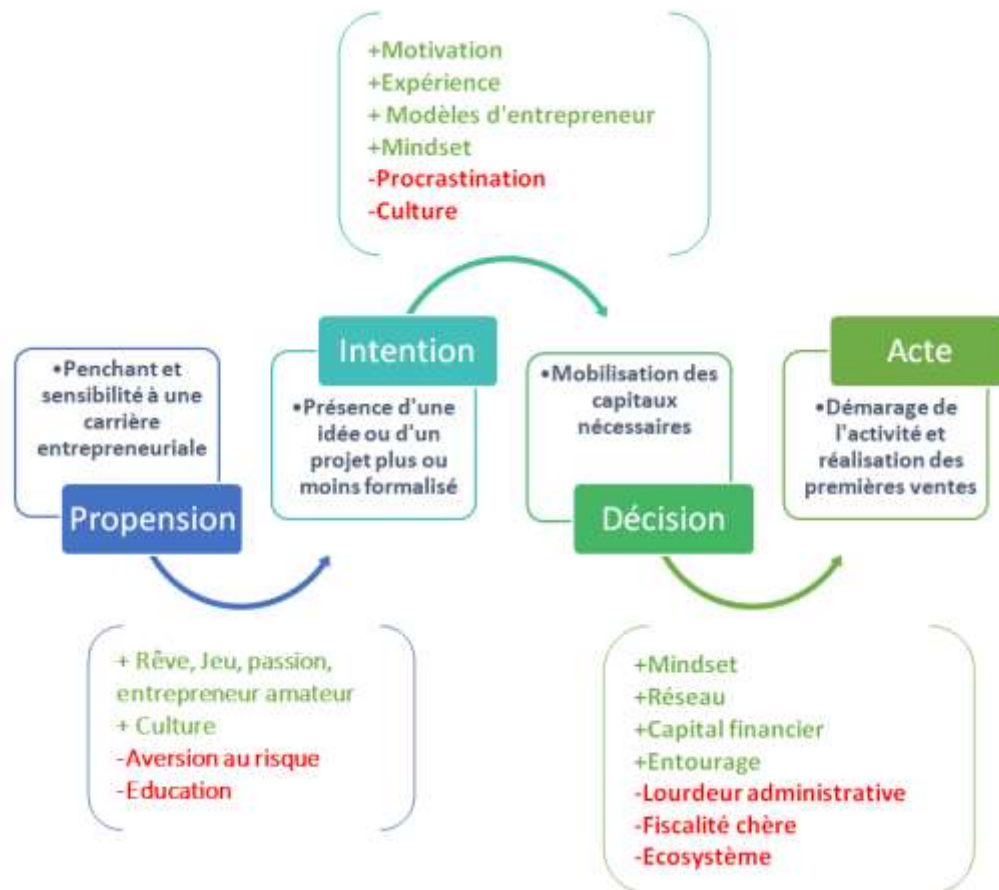 +Motivation
+Expérience
+ Modèles d'entrepreneur
+Mindset
-Procrastination
-Culture
•Penchant et
sensibilité à une
carrière
entrepreneuriale
Propension
Intention
•Présence d'une
idée ou d'un
projet plus ou
moins formalisé
•Mobilisation des
capitaux
nécessaires
Décision
Acte
•Démarage de
l'activité et
réalisation des
premières ventes
+ Rêve, Jeu, passion,
entrepreneur amateur
+ Culture
-Aversion au risque
-Education
+Mindset
+Réseau
+Capital financier
+Entourage
-Lourdeur administrative
-Fiscalité chère
-Ecosystème